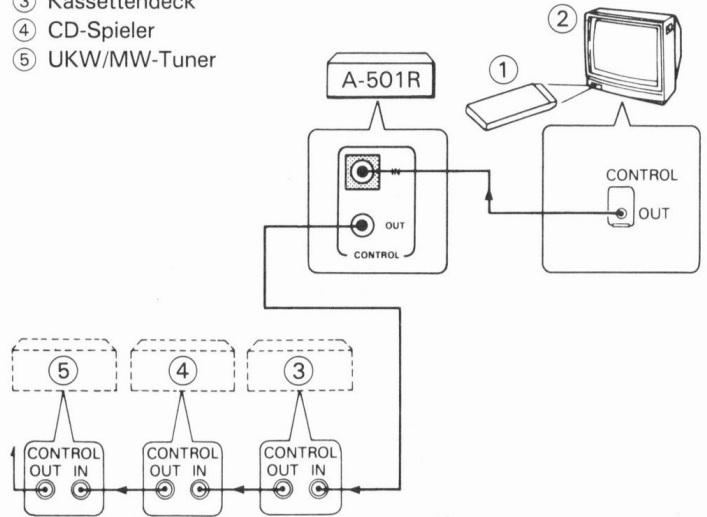 ③ Kassettendeck
④ CD-Spieler
⑤ UKW/MW-Tuner
②
①
A-501R
IN
OUT
CONTROL
CONTROL
OUT
⑤
④
③
CONTROL
OUT IN
CONTROL
OUT IN
CONTROL
OUT IN